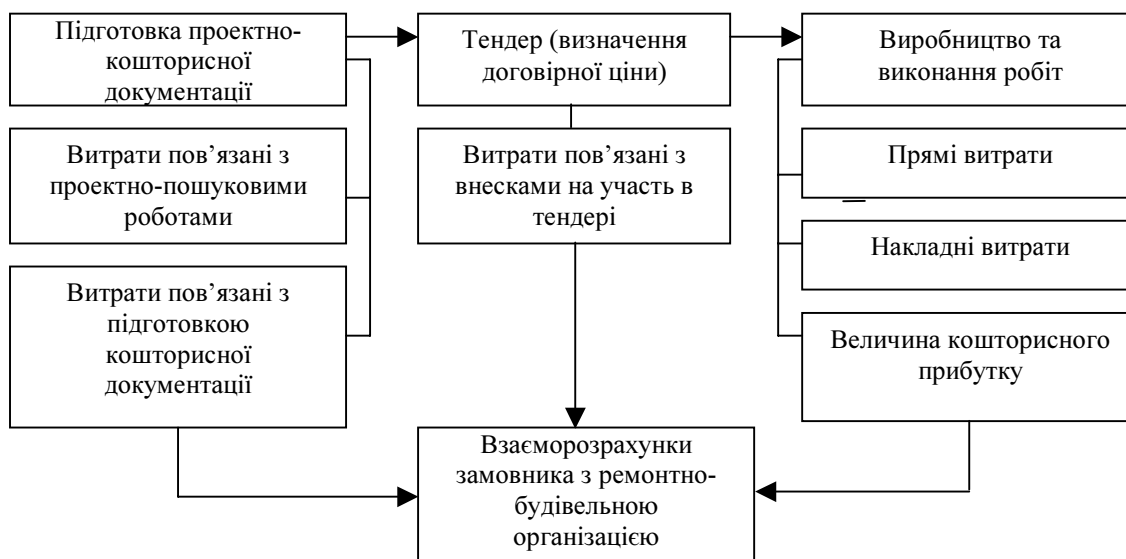 Підготовка проектно-
кошторисної
документації
Тендер (визначення
договірної ціни)
Виробництво та
виконання робіт
Витрати пов’язані з
проектно-пошуковими
роботами
Витрати пов’язані з
внесками на участь в
тендері
Прямі витрати
Накладні витрати
Витрати пов’язані з
підготовкою
кошторисної
документації
Величина кошторисного
прибутку
Взаєморозрахунки
замовника з ремонтно-
будівельною
організацією